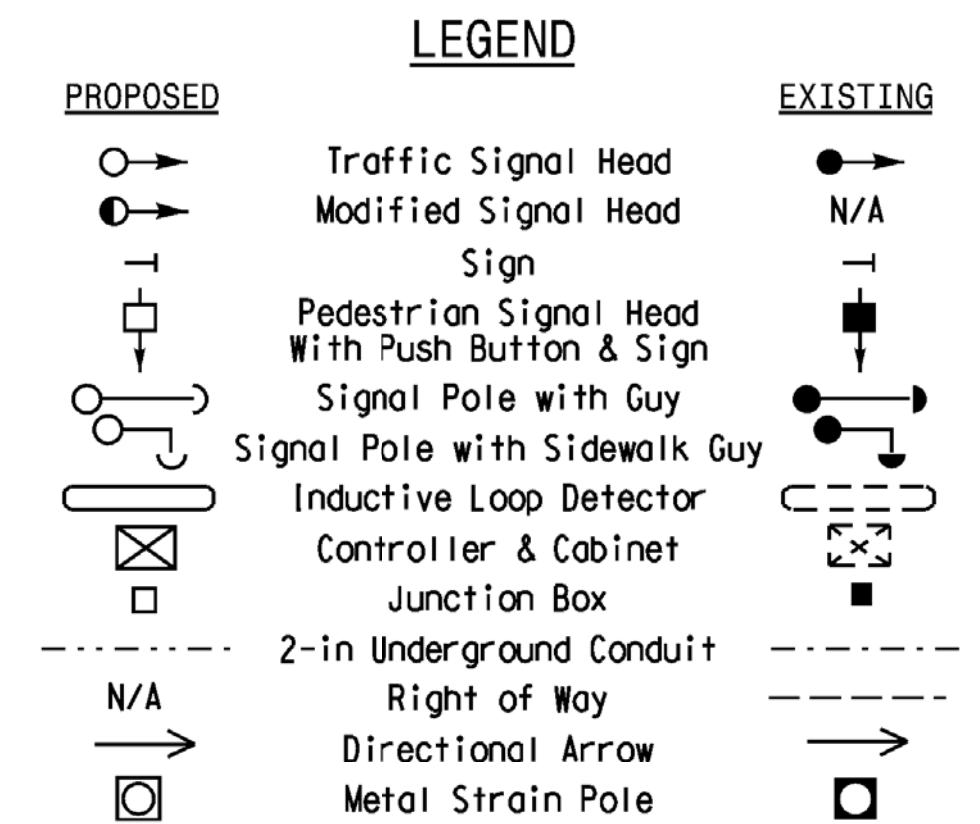 LEGEND
PROPOSED EXISTING
Traffic Signal Head
Modified Signal Head N/A
Sign
Pedestrian Signal Head
With Push Button & Sign
Signal Pole with Guy
Signal Pole with Sidewalk Guy
Inductive Loop Detector
Controller & Cabinet
Junction Box
2-in Underground Conduit
N/A Right of Way
Directional Arrow
Metal Strain Pole